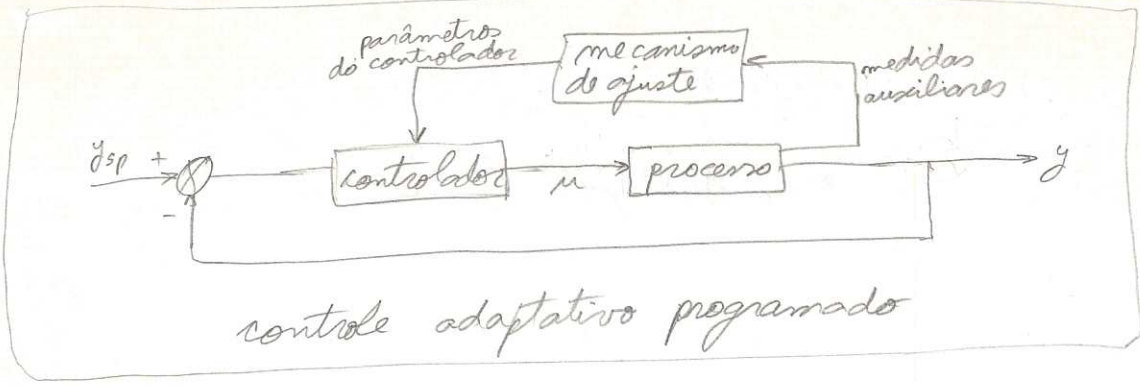 parâmetros
do controlador
mecanismo
de ajuste
medidas
auxiliares
ysp
+
-
controlador
u
processo
y
controle adaptativo programado